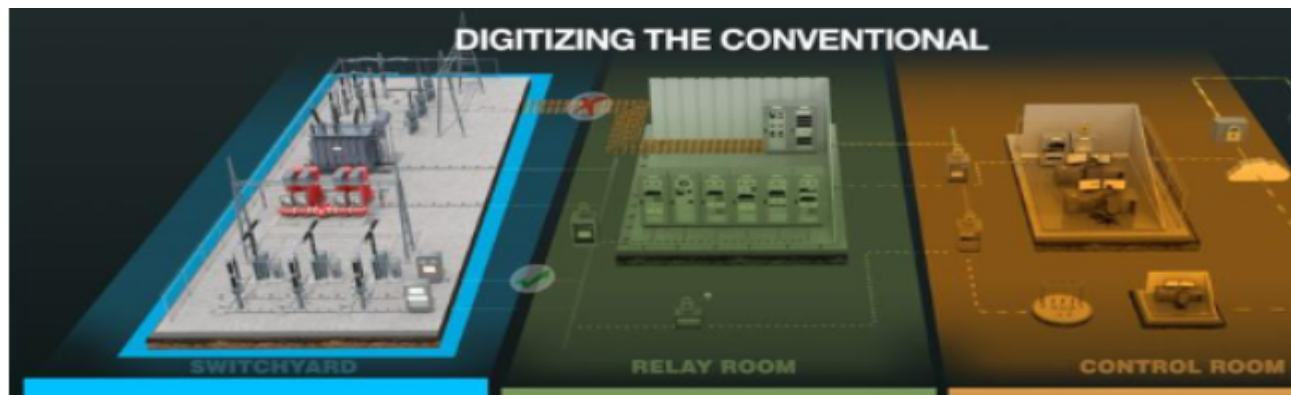 DIGITIZING THE CONVENTIONAL
SWITCHYARD
RELAY ROOM
CONTROL ROOM